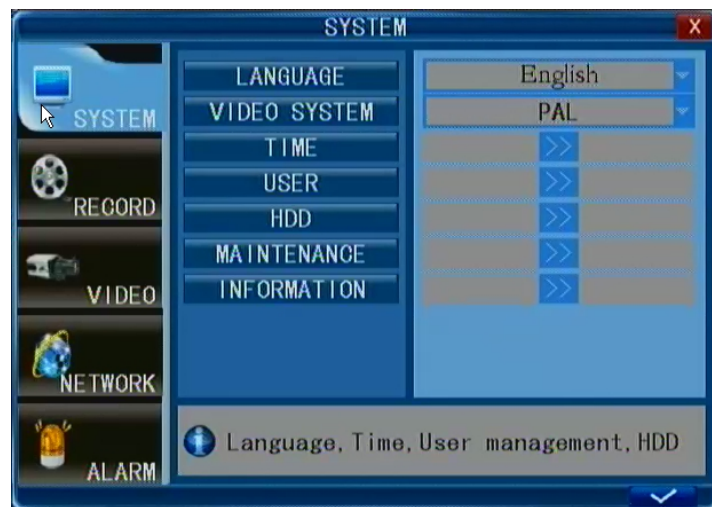 SYSTEM
X
SYSTEM
RECORD
VIDEO
NETWORK
ALARM
LANGUAGE English
VIDEO SYSTEM PAL
TIME >>
USER >>
HDD >>
MAINTENANCE >>
INFORMATION >>
Language, Time, User management, HDD